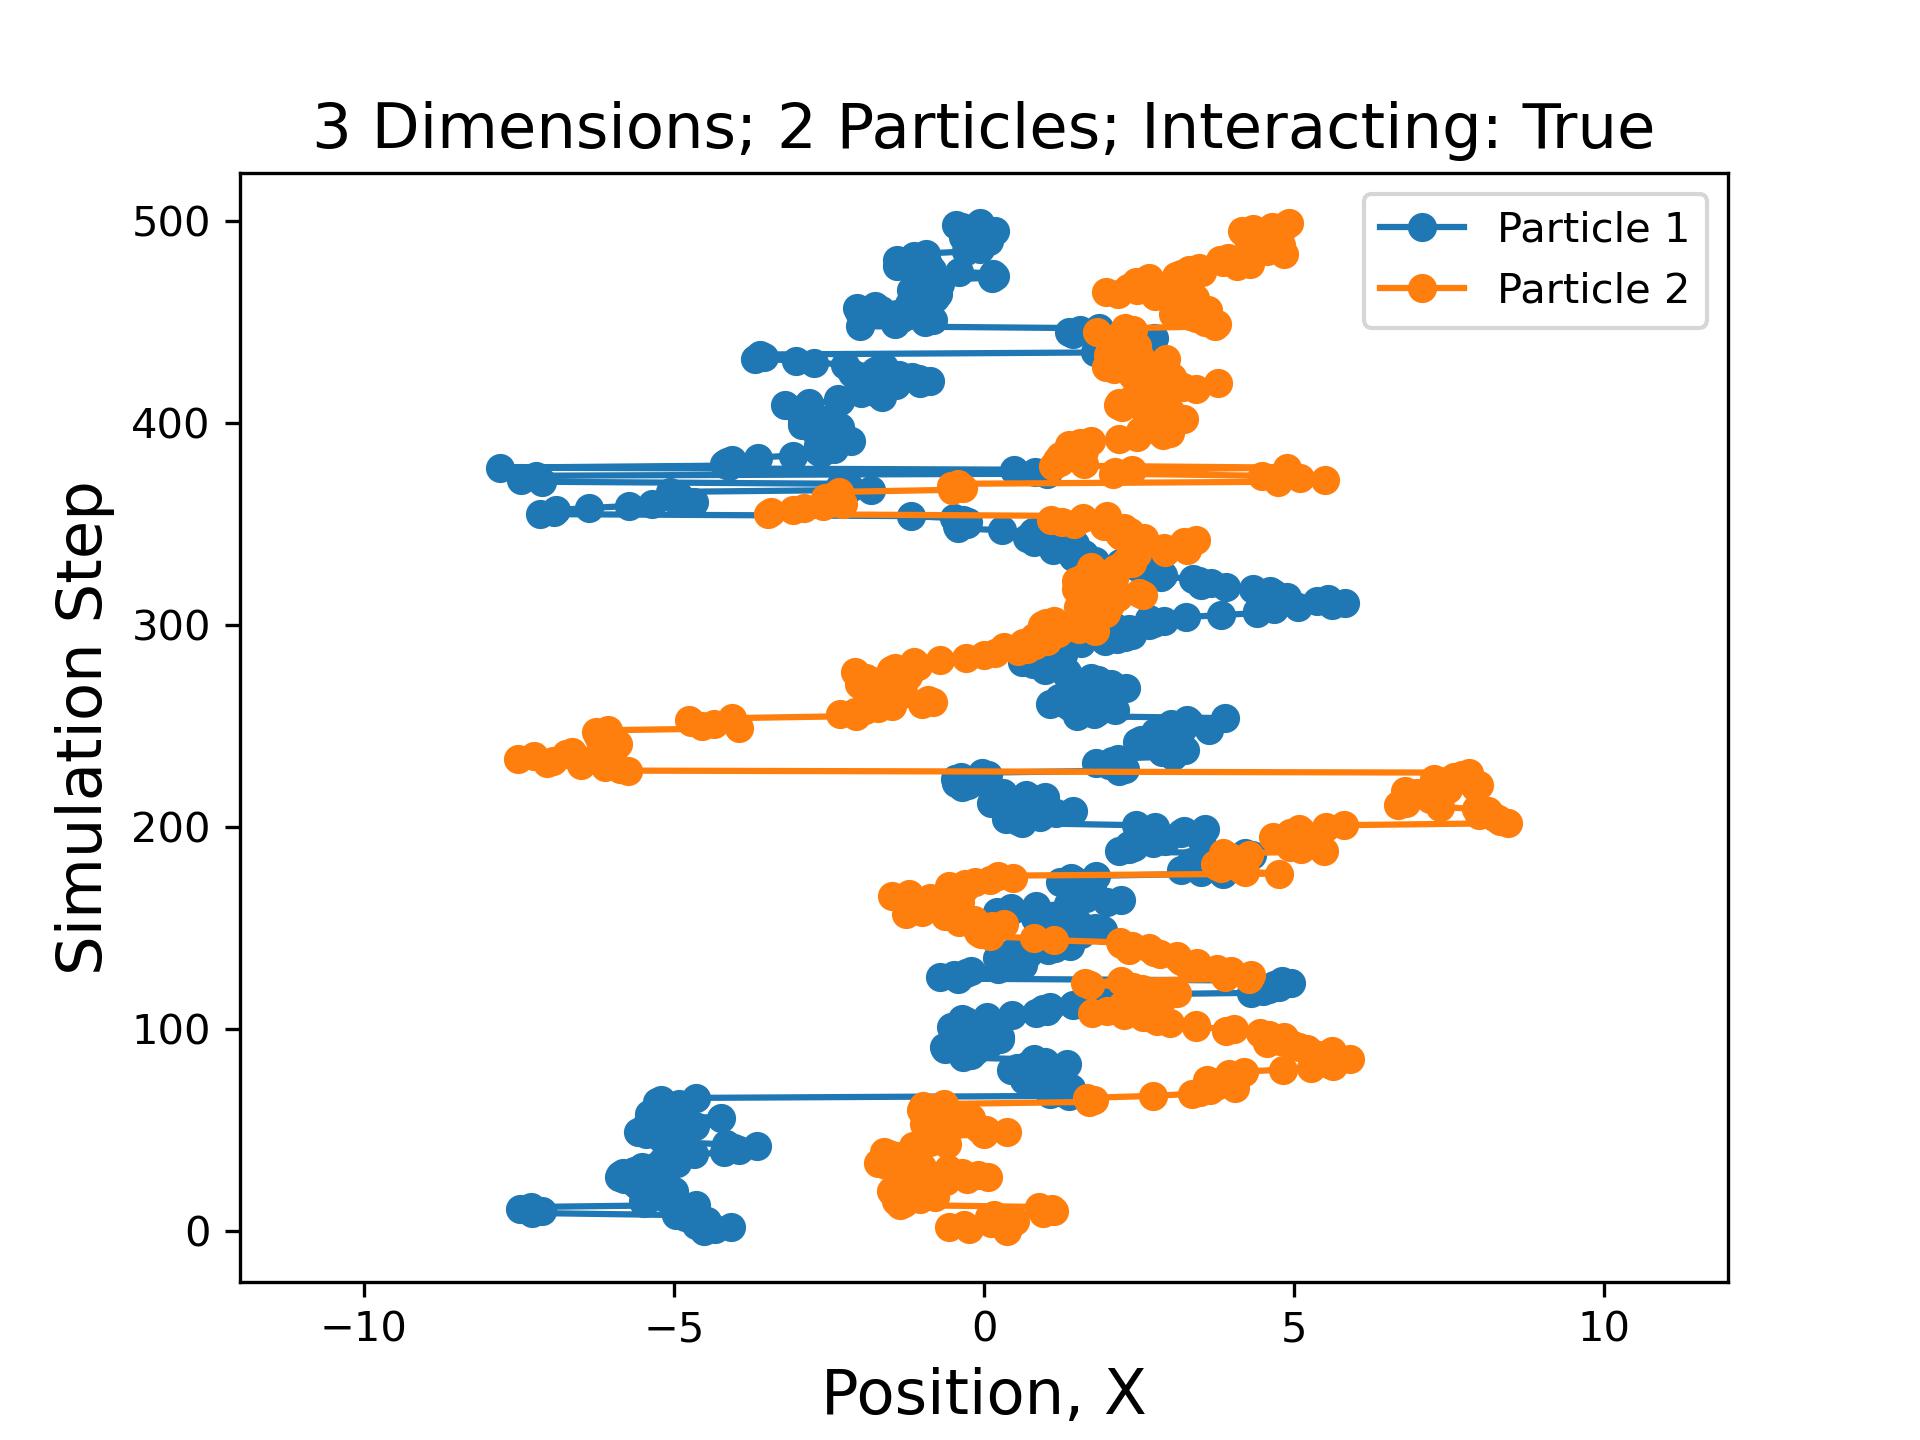 3 Dimensions; 2 Particles; Interacting: True
Particle 1
Particle 2
500
400
300
200
100
0
Simulation Step
−10
−5
0
5
10
Position, X